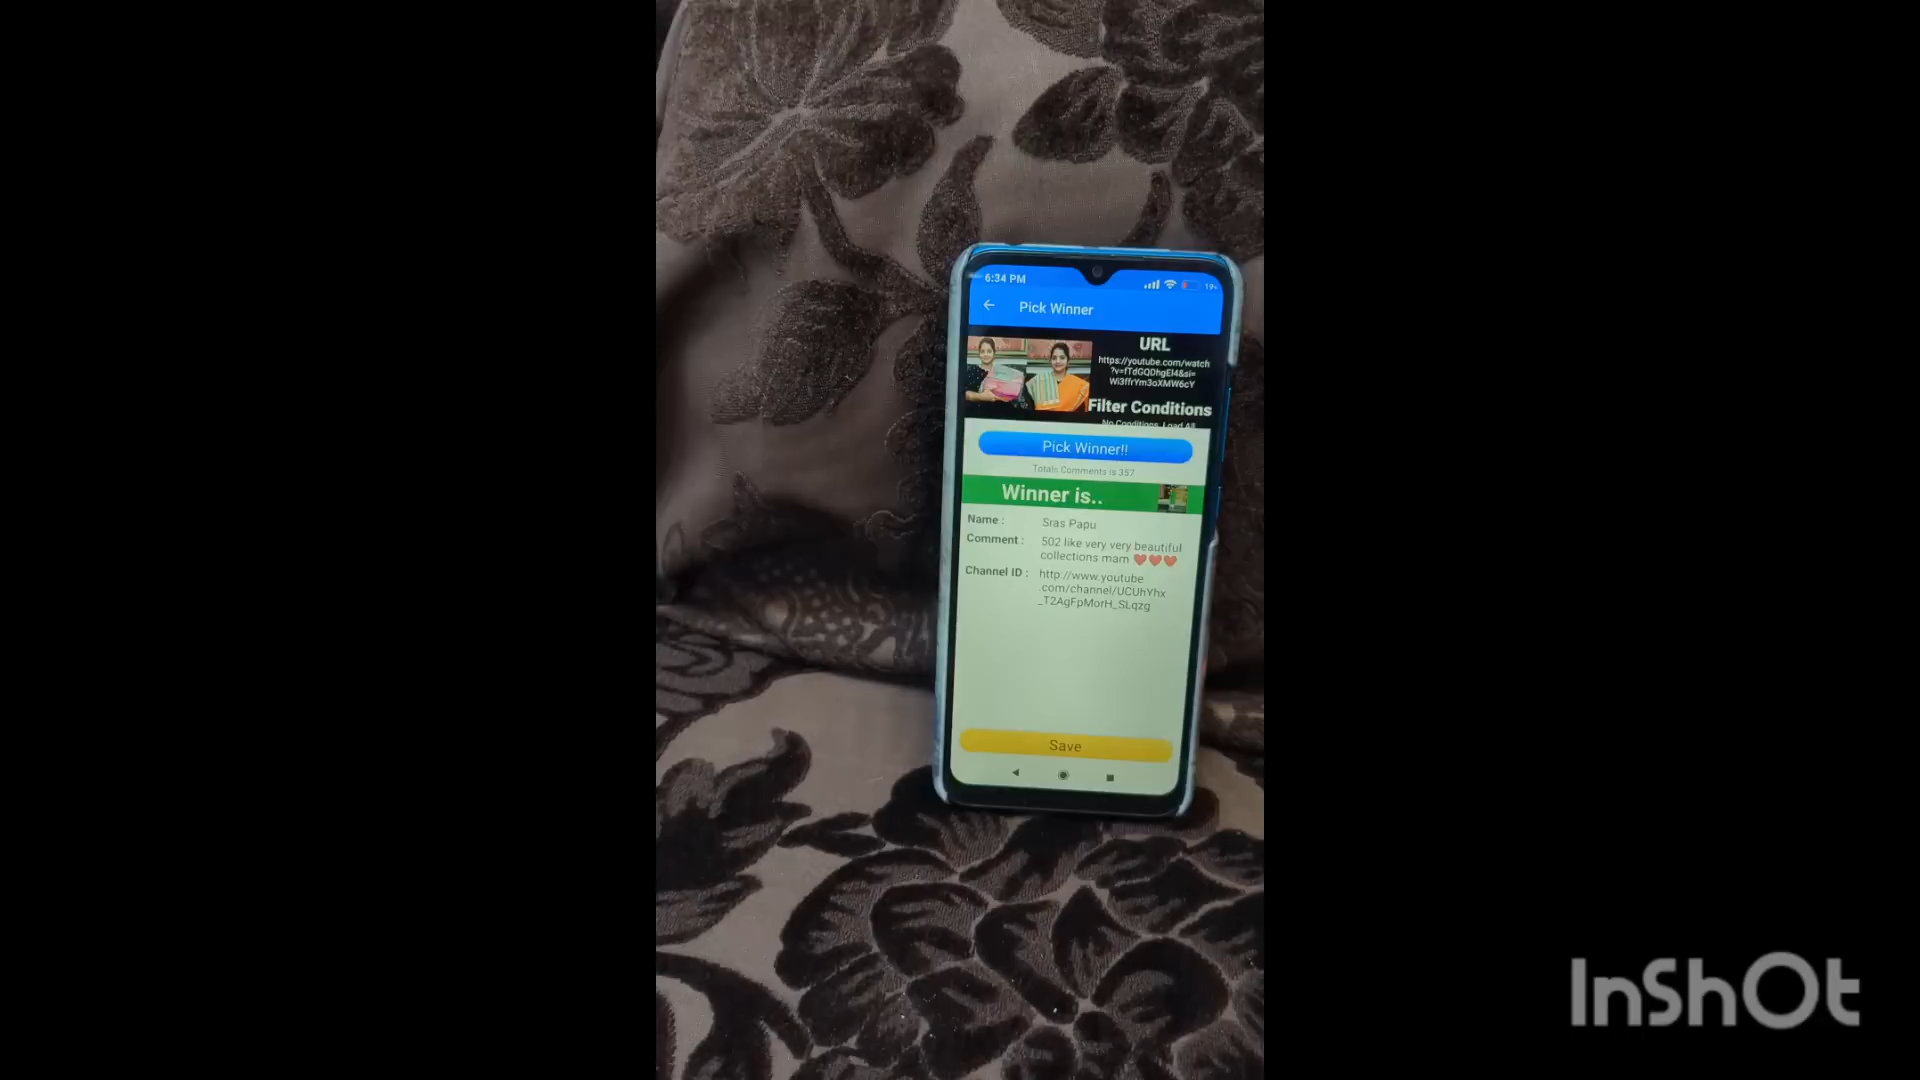 6:34 PM
19%
Pick Winner
URL
https://youtube.com/watch
?v=fTdGQDhgEl4&si=
Wi3ffrYm3oXMW6cY
Filter Conditions
No Conditions, Load All
Pick Winner!!
Totals Comments is 357
Winner is..
Name : Sras Papu
Comment : 502 like very very beautiful
collections mam ❤️❤️❤️
Channel ID : http://www.youtube
.com/channel/UCUhYhx
_T2AgFpMorH_SLqzg
Save
InShOt